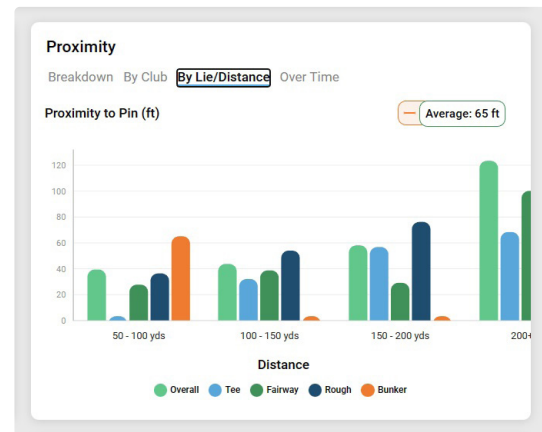 Proximity
Breakdown By Club By Lie/Distance Over Time
Proximity to Pin (ft)
Average: 65 ft
120
100
80
60
40
20
0
50 - 100 yds 100 - 150 yds 150 - 200 yds 200+
Distance
Overall Tee Fairway Rough Bunker